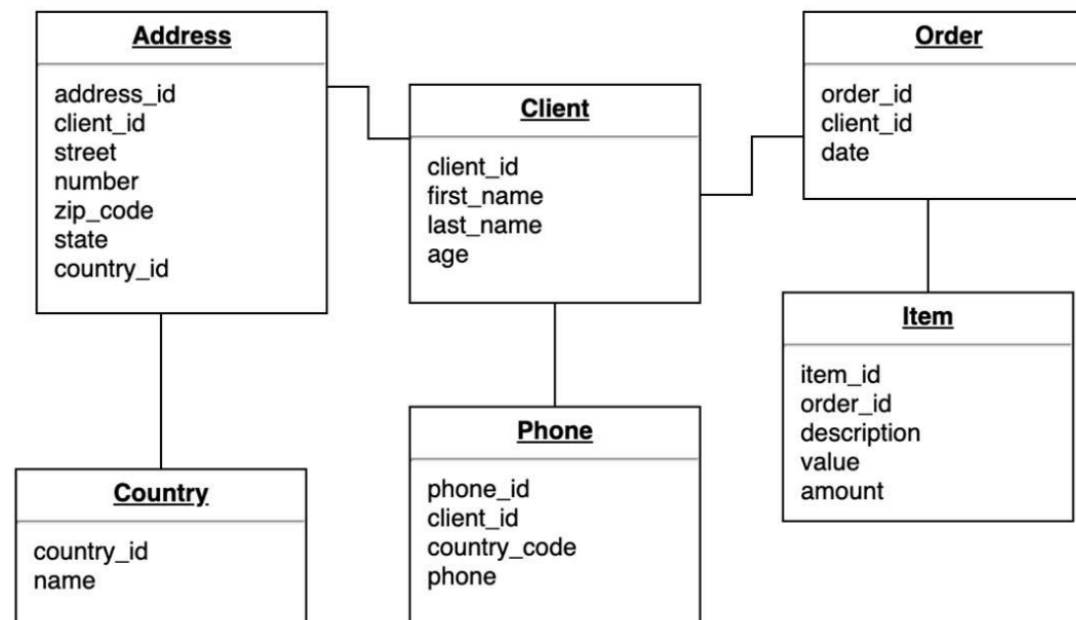 Address
address_id
client_id
street
number
zip_code
state
country_id
Client
client_id
first_name
last_name
age
Order
order_id
client_id
date
Item
item_id
order_id
description
value
amount
Phone
phone_id
client_id
country_code
phone
Country
country_id
name